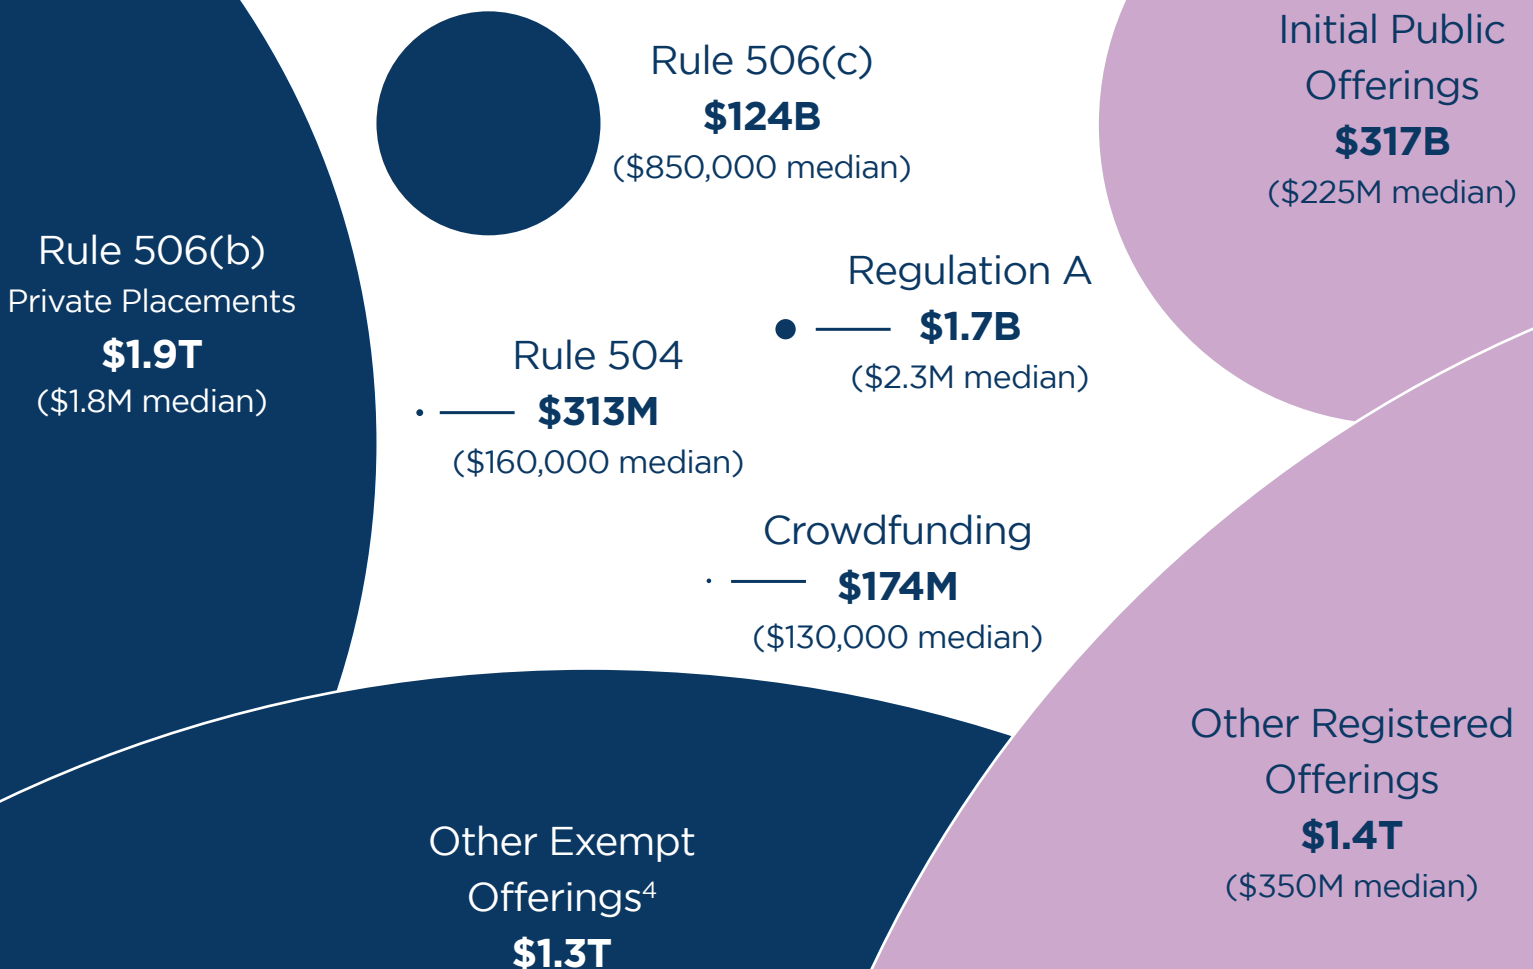 Rule 506(b)
Private Placements
$1.9T
($1.8M median)
Rule 506(c)
$124B
($850,000 median)
Initial Public
Offerings
$317B
($225M median)
Regulation A
$1.7B
($2.3M median)
Rule 504
$313M
($160,000 median)
Crowdfunding
$174M
($130,000 median)
Other Registered
Offerings
$1.4T
($350M median)
Other Exempt
Offerings⁴
$1.3T